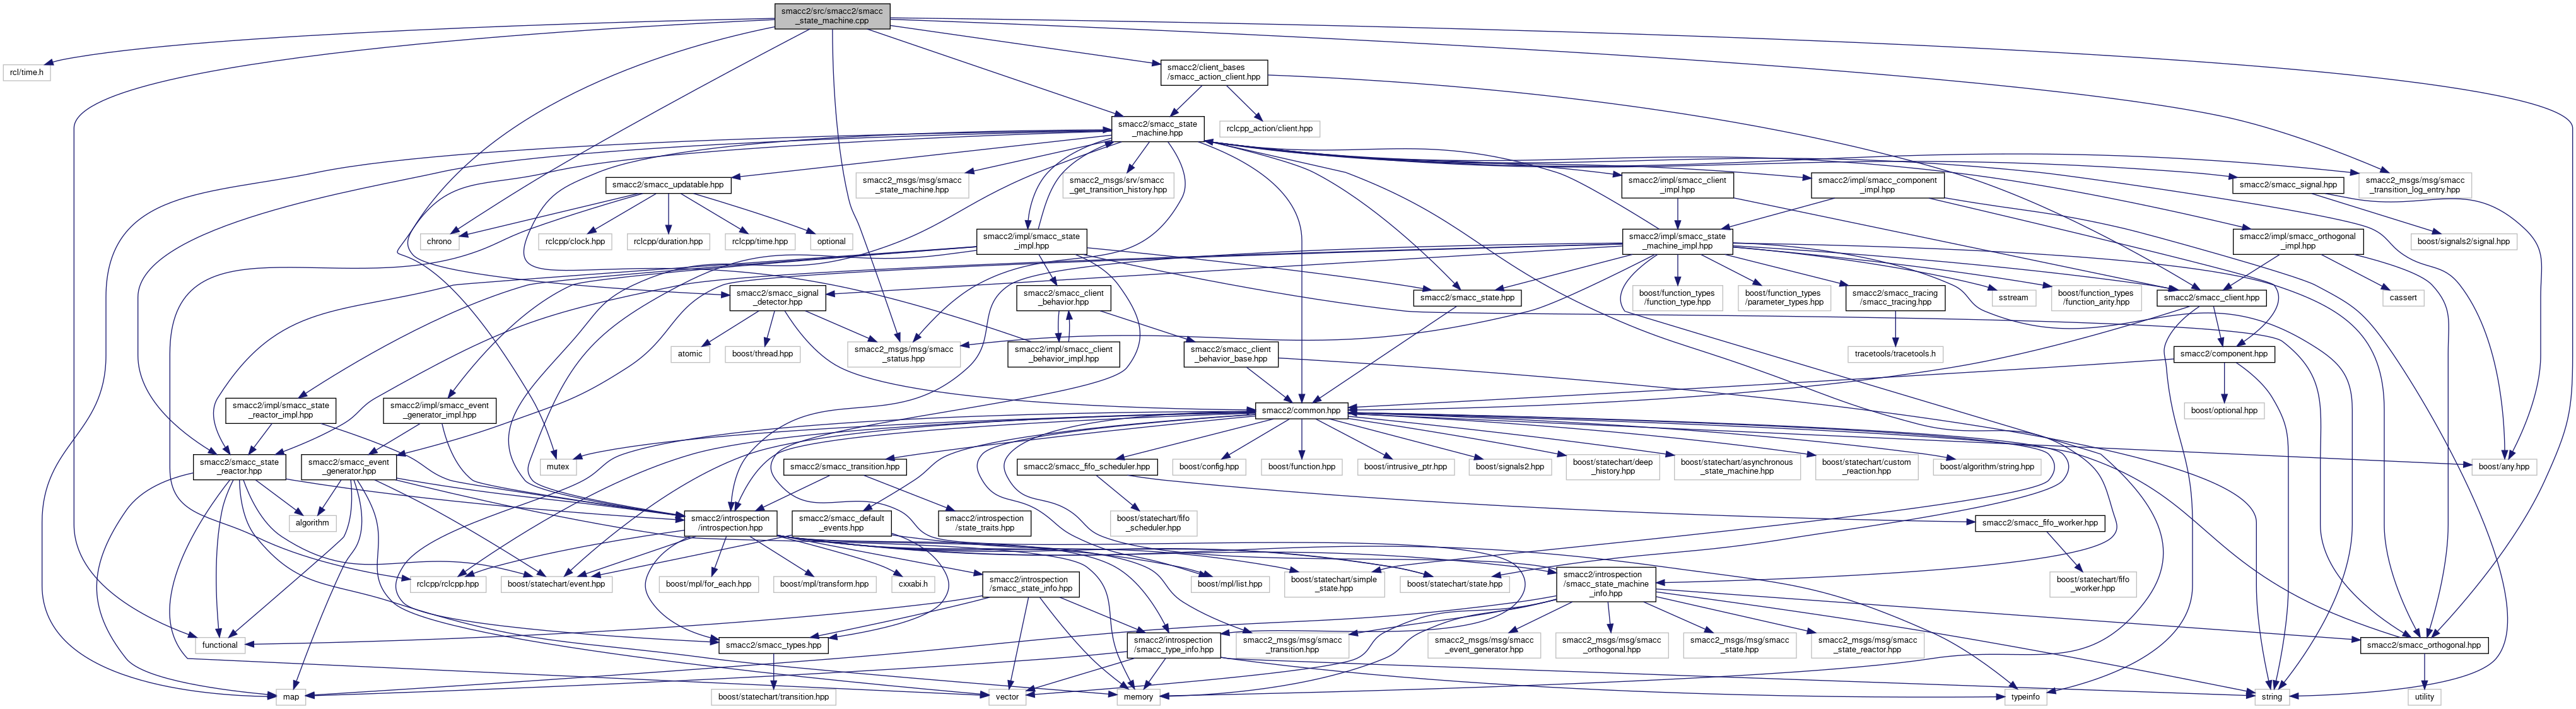 smacc2/src/smacc2/smacc
_state_machine.cpp
rcl/time.h
smacc2/client_bases
/smacc_action_client.hpp
smacc2/smacc_state
_machine.hpp
rclcpp_action/client.hpp
smacc2/smacc_updatable.hpp
smacc2_msgs/msg/smacc
_state_machine.hpp
smacc2_msgs/srv/smacc
_get_transition_history.hpp
smacc2/impl/smacc_client
_impl.hpp
smacc2/impl/smacc_component
_impl.hpp
smacc2/smacc_signal.hpp
smacc2_msgs/msg/smacc
_transition_log_entry.hpp
chrono
rclcpp/clock.hpp
rclcpp/duration.hpp
rclcpp/time.hpp
optional
smacc2/impl/smacc_state
_impl.hpp
smacc2/impl/smacc_state
_machine_impl.hpp
smacc2/impl/smacc_orthogonal
_impl.hpp
boost/signals2/signal.hpp
smacc2/smacc_signal
_detector.hpp
smacc2/smacc_client
_behavior.hpp
smacc2/smacc_state.hpp
boost/function_types
/function_type.hpp
boost/function_types
/parameter_types.hpp
smacc2/smacc_tracing
/smacc_tracing.hpp
sstream
boost/function_types
/function_arity.hpp
smacc2/smacc_client.hpp
cassert
atomic
boost/thread.hpp
smacc2_msgs/msg/smacc
_status.hpp
smacc2/impl/smacc_client
_behavior_impl.hpp
smacc2/smacc_client
_behavior_base.hpp
tracetools/tracetools.h
smacc2/component.hpp
smacc2/impl/smacc_state
_reactor_impl.hpp
smacc2/impl/smacc_event
_generator_impl.hpp
smacc2/common.hpp
boost/optional.hpp
smacc2/smacc_state
_reactor.hpp
smacc2/smacc_event
_generator.hpp
mutex
smacc2/smacc_transition.hpp
smacc2/smacc_fifo_scheduler.hpp
boost/config.hpp
boost/function.hpp
boost/intrusive_ptr.hpp
boost/signals2.hpp
boost/statechart/deep
_history.hpp
boost/statechart/asynchronous
_state_machine.hpp
boost/statechart/custom
_reaction.hpp
boost/algorithm/string.hpp
boost/any.hpp
algorithm
smacc2/introspection
/introspection.hpp
smacc2/smacc_default
_events.hpp
smacc2/introspection
/state_traits.hpp
boost/statechart/fifo
_scheduler.hpp
smacc2/smacc_fifo_worker.hpp
rclcpp/rclcpp.hpp
boost/statechart/event.hpp
boost/mpl/for_each.hpp
boost/mpl/transform.hpp
cxxabi.h
smacc2/introspection
/smacc_state_info.hpp
boost/mpl/list.hpp
boost/statechart/simple
_state.hpp
boost/statechart/state.hpp
smacc2/introspection
/smacc_state_machine
_info.hpp
boost/statechart/fifo
_worker.hpp
functional
smacc2/smacc_types.hpp
smacc2/introspection
/smacc_type_info.hpp
smacc2_msgs/msg/smacc
_transition.hpp
smacc2_msgs/msg/smacc
_event_generator.hpp
smacc2_msgs/msg/smacc
_orthogonal.hpp
smacc2_msgs/msg/smacc
_state.hpp
smacc2_msgs/msg/smacc
_state_reactor.hpp
smacc2/smacc_orthogonal.hpp
map
boost/statechart/transition.hpp
vector
memory
typeinfo
string
utility